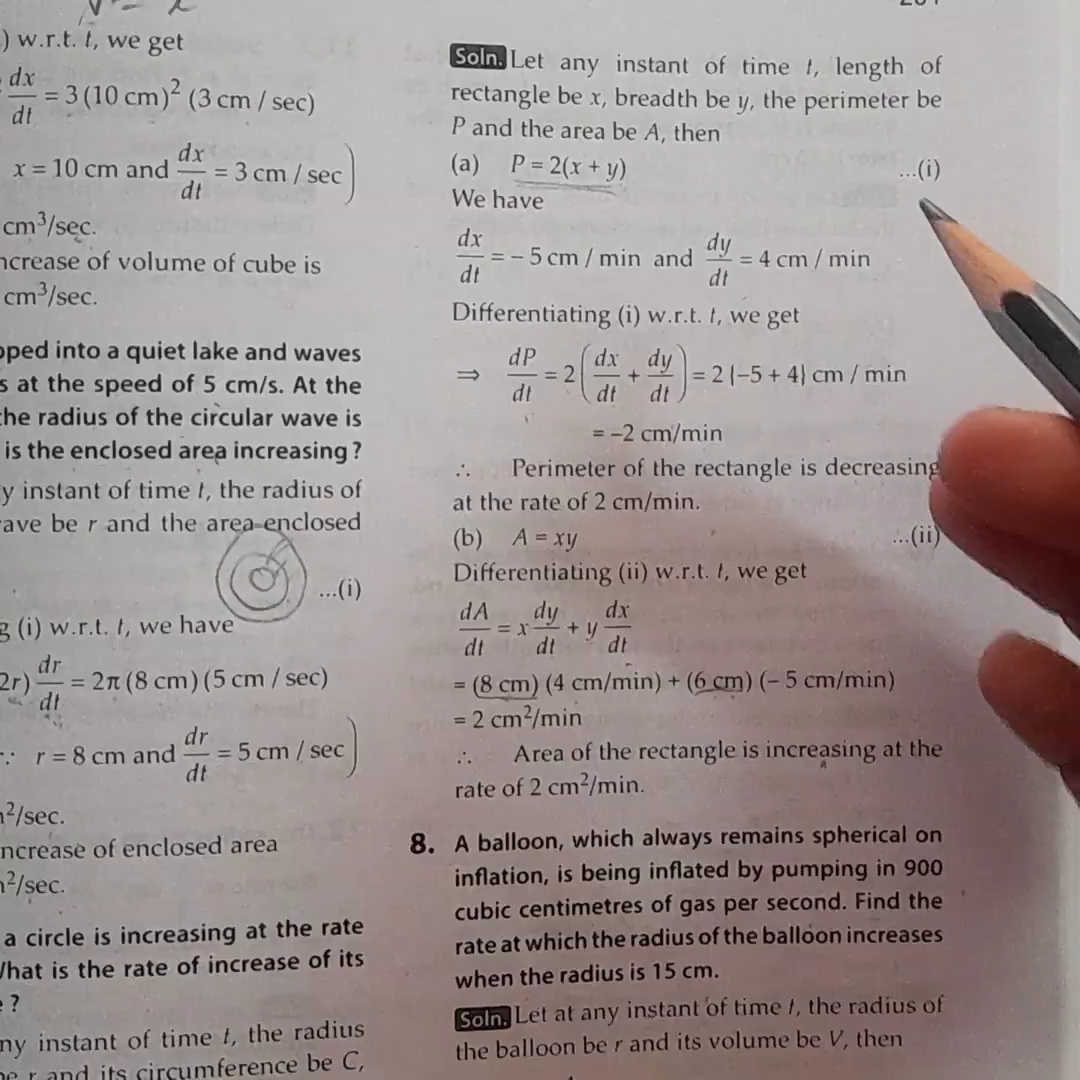 ) w.r.t. t, we get
dx/dt = 3 (10 cm)² (3 cm / sec)
x = 10 cm and dx/dt = 3 cm / sec)
cm³/sec.
ncrease of volume of cube is
cm³/sec.
pped into a quiet lake and waves
s at the speed of 5 cm/s. At the
he radius of the circular wave is
is the enclosed area increasing ?
y instant of time t, the radius of
ave be r and the area enclosed
...(i)
g (i) w.r.t. t, we have
2r) dr/dt = 2π (8 cm) (5 cm / sec)
∵ r = 8 cm and dr/dt = 5 cm / sec)
²/sec.
ncrease of enclosed area
²/sec.
a circle is increasing at the rate
What is the rate of increase of its
?
ny instant of time t, the radius
be r and its circumference be C,
Soln. Let any instant of time t, length of
rectangle be x, breadth be y, the perimeter be
P and the area be A, then
(a) P = 2(x + y) ...(i)
We have
dx/dt = – 5 cm / min and dy/dt = 4 cm / min
Differentiating (i) w.r.t. t, we get
⇒ dP/dt = 2(dx/dt + dy/dt) = 2 {–5 + 4} cm / min
= –2 cm/min
∴ Perimeter of the rectangle is decreasing
at the rate of 2 cm/min.
(b) A = xy ...(ii)
Differentiating (ii) w.r.t. t, we get
dA/dt = x dy/dt + y dx/dt
= (8 cm) (4 cm/min) + (6 cm) (– 5 cm/min)
= 2 cm²/min
∴ Area of the rectangle is increasing at the
rate of 2 cm²/min.
8. A balloon, which always remains spherical on
inflation, is being inflated by pumping in 900
cubic centimetres of gas per second. Find the
rate at which the radius of the balloon increases
when the radius is 15 cm.
Soln. Let at any instant of time t, the radius of
the balloon be r and its volume be V, then